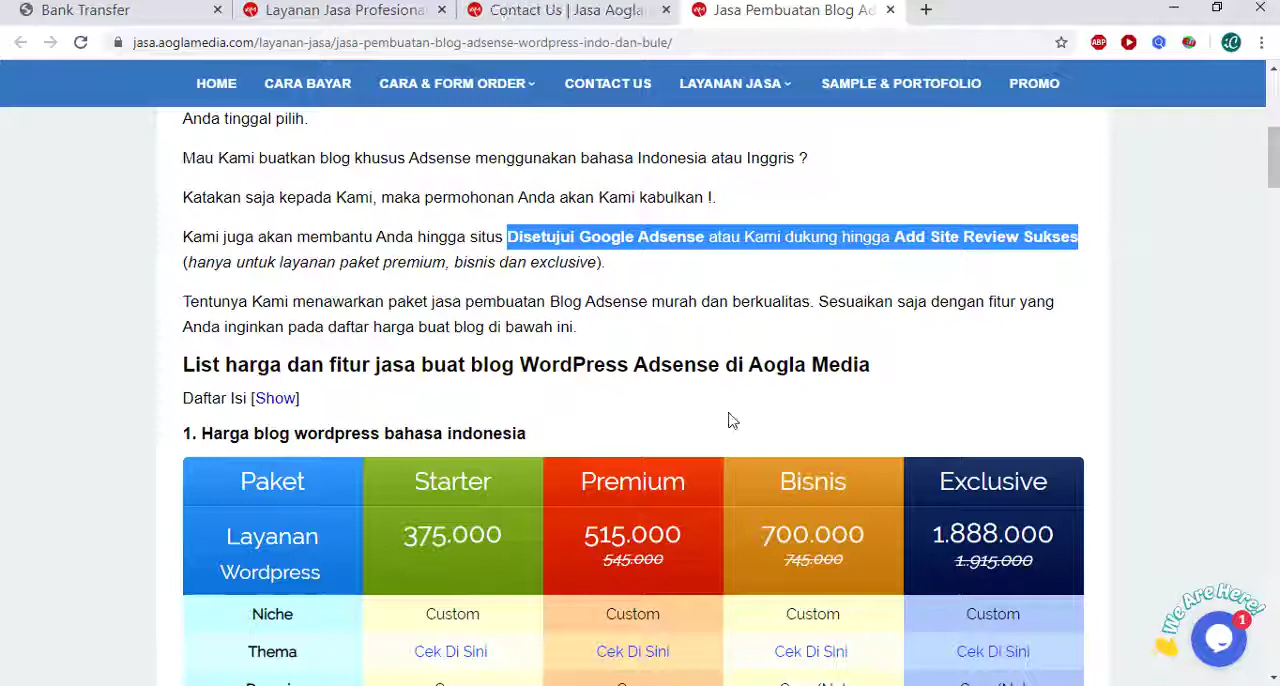 Bank Transfer
Layanan Jasa Profesiona
Contact Us | Jasa Aogla
Jasa Pembuatan Blog Ad
jasa.aoglamedia.com/layanan-jasa/jasa-pembuatan-blog-adsense-wordpress-indo-dan-bule/
ABP
HOME CARA BAYAR CARA & FORM ORDER CONTACT US LAYANAN JASA SAMPLE & PORTOFOLIO PROMO
Anda tinggal pilih.
Mau Kami buatkan blog khusus Adsense menggunakan bahasa Indonesia atau Inggris ?
Katakan saja kepada Kami, maka permohonan Anda akan Kami kabulkan !.
Kami juga akan membantu Anda hingga situs Disetujui Google Adsense atau Kami dukung hingga Add Site Review Sukses
(hanya untuk layanan paket premium, bisnis dan exclusive).
Tentunya Kami menawarkan paket jasa pembuatan Blog Adsense murah dan berkualitas. Sesuaikan saja dengan fitur yang
Anda inginkan pada daftar harga buat blog di bawah ini.
List harga dan fitur jasa buat blog WordPress Adsense di Aogla Media
Daftar Isi [Show]
1. Harga blog wordpress bahasa indonesia
Paket Starter Premium Bisnis Exclusive
Layanan Wordpress 375.000 515.000 700.000 1.888.000
545.000 745.000 1.915.000
Niche Custom Custom Custom Custom
Thema Cek Di Sini Cek Di Sini Cek Di Sini Cek Di Sini
We Are Here!
1